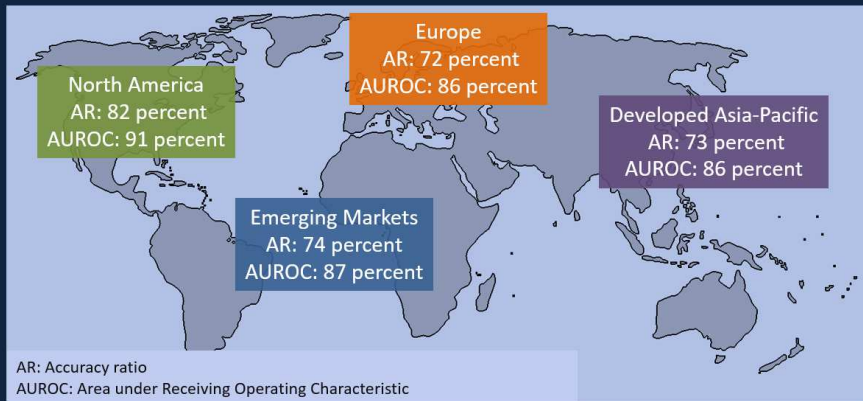 Europe
AR: 72 percent
AUROC: 86 percent
North America
AR: 82 percent
AUROC: 91 percent
Developed Asia-Pacific
AR: 73 percent
AUROC: 86 percent
Emerging Markets
AR: 74 percent
AUROC: 87 percent
AR: Accuracy ratio
AUROC: Area under Receiving Operating Characteristic